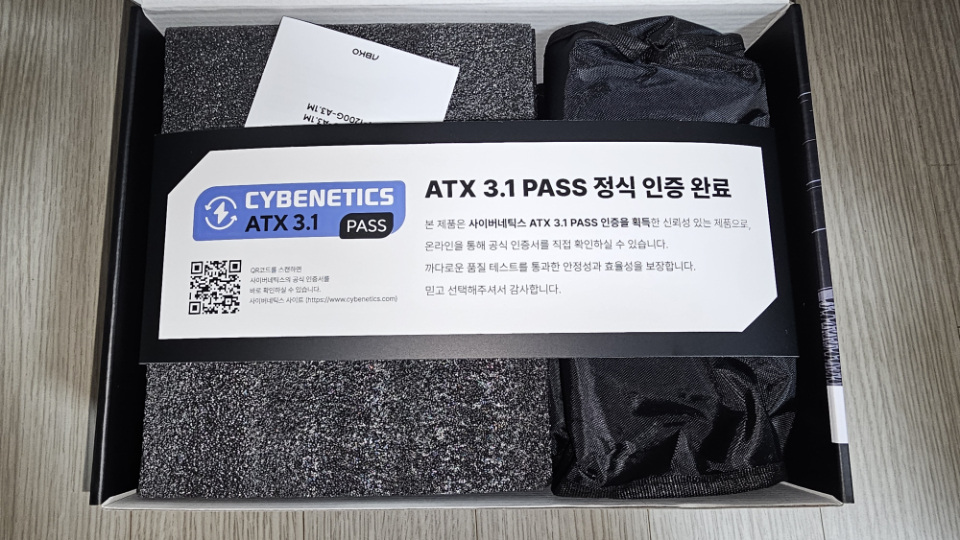 ABKO
200G-A3.1M
A3.1M
CYBENETICS
ATX 3.1
PASS
ATX 3.1 PASS 정식 인증 완료
본 제품은 사이버네틱스 ATX 3.1 PASS 인증을 획득한 신뢰성 있는 제품으로,
온라인을 통해 공식 인증서를 직접 확인하실 수 있습니다.
까다로운 품질 테스트를 통과한 안정성과 효율성을 보장합니다.
믿고 선택해주셔서 감사합니다.
QR코드를 스캔하면
사이버네틱스의 공식 인증서를
바로 확인하실 수 있습니다.
사이버네틱스 사이트 (https://www.cybenetics.com)